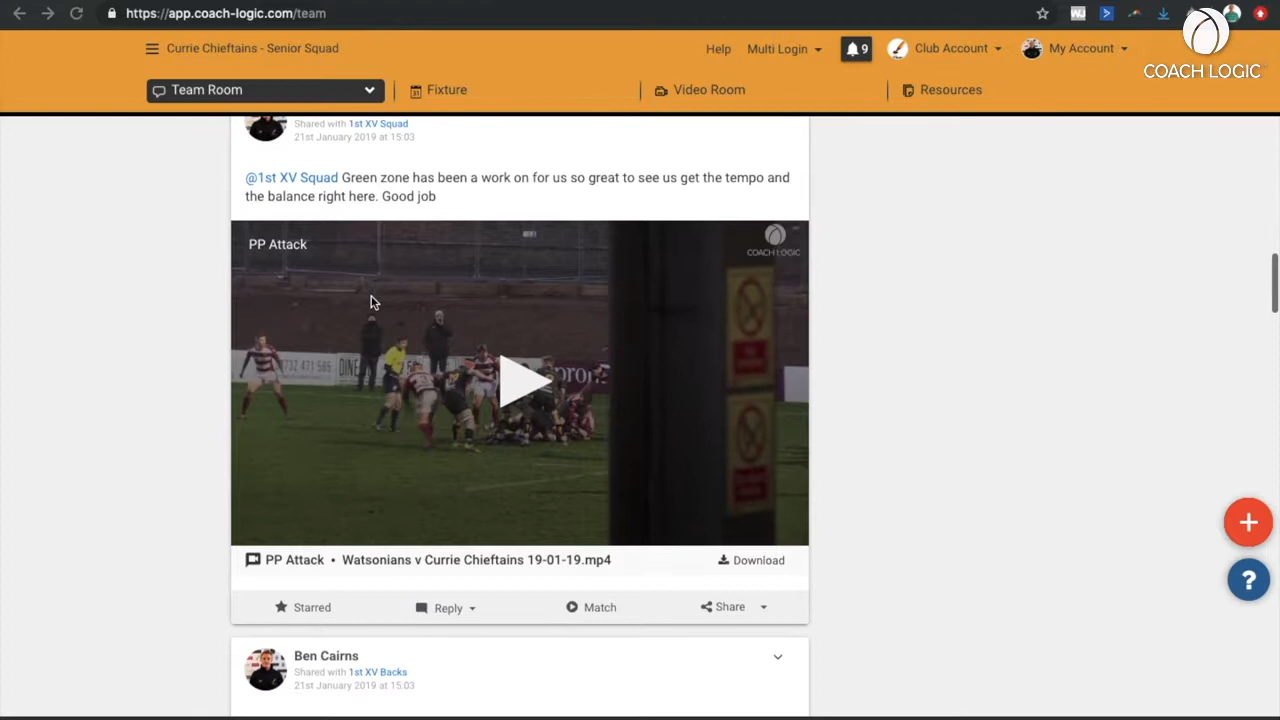 https://app.coach-logic.com/team
Currie Chieftains - Senior Squad
Help
Multi Login
9
Club Account
My Account
COACH LOGIC
Team Room
Fixture
Video Room
Resources
Shared with 1st XV Squad
21st January 2019 at 15:03
@1st XV Squad Green zone has been a work on for us so great to see us get the tempo and
the balance right here. Good job
PP Attack
COACH LOGIC
PP Attack • Watsonians v Currie Chieftains 19-01-19.mp4
Download
Starred
Reply
Match
Share
+
?
Ben Cairns
Shared with 1st XV Backs
21st January 2019 at 15:03